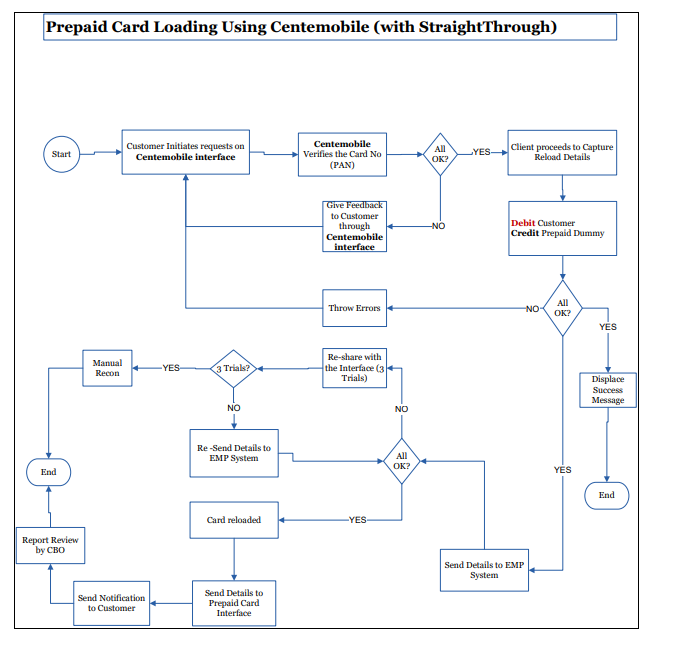 Prepaid Card Loading Using Centemobile (with StraightThrough)
Start
Customer Initiates requests on
Centemobile interface
Centemobile
Verifies the Card No
(PAN)
All
OK?
YES
Client proceeds to Capture
Reload Details
Give Feedback
to Customer
through
Centemobile
interface
NO
Debit Customer
Credit Prepaid Dummy
Throw Errors
NO
All
OK?
YES
Manual
Recon
YES
3 Trials?
Re-share with
the Interface (3
Trials)
Displace
Success
Message
NO
NO
Re -Send Details to
EMP System
All
OK?
YES
End
End
Card reloaded
YES
Report Review
by CBO
Send Details to EMP
System
Send Notification
to Customer
Send Details to
Prepaid Card
Interface